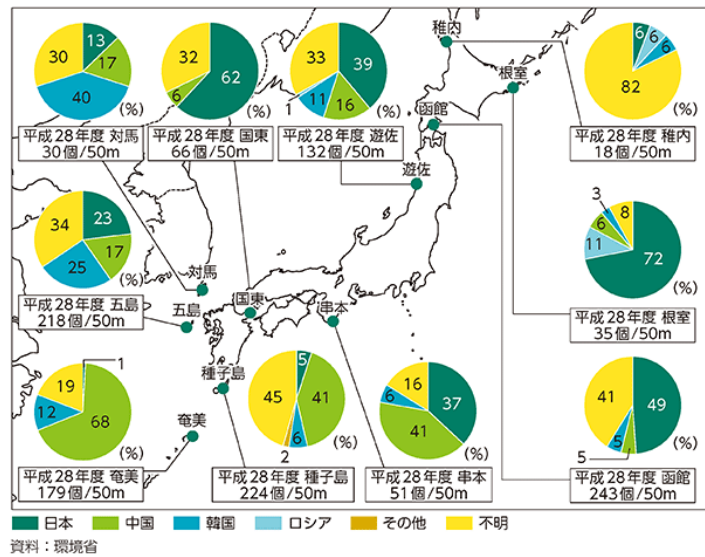 30
13
17
40
(%)
平成28年度 対馬
30個/50m
32
62
6
(%)
平成28年度 国東
66個/50m
33
39
1
11
16
(%)
平成28年度 遊佐
132個/50m
稚内
根室
函館
遊佐
6
6
6
82
(%)
平成28年度 稚内
18個/50m
34
23
17
25
(%)
平成28年度 五島
218個/50m
対馬
五島
国東
串本
種子島
奄美
3
8
6
11
72
(%)
平成28年度 根室
35個/50m
1
19
12
68
(%)
平成28年度 奄美
179個/50m
5
45
41
2
6
(%)
平成28年度 種子島
224個/50m
16
6
37
41
(%)
平成28年度 串本
51個/50m
41
49
5
5
(%)
平成28年度 函館
243個/50m
日本 中国 韓国 ロシア その他 不明
資料:環境省